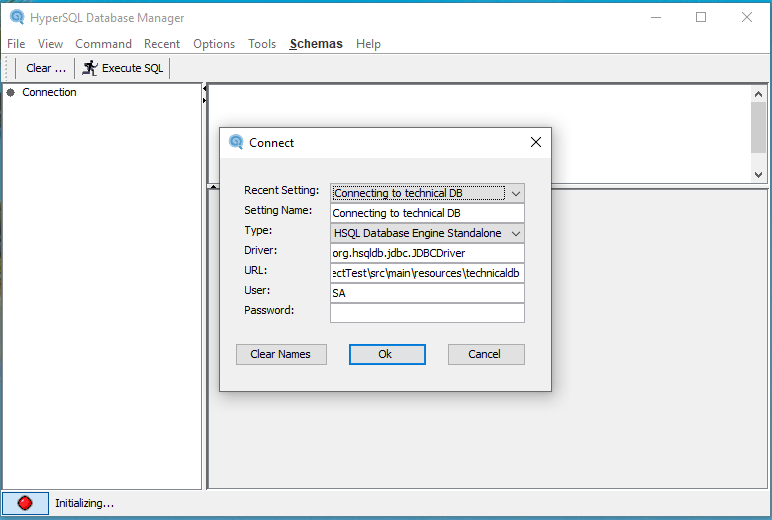 HyperSQL Database Manager
File View Command Recent Options Tools Schemas Help
Clear ... Execute SQL
Connection
Connect
Recent Setting: Connecting to technical DB
Setting Name: Connecting to technical DB
Type: HSQL Database Engine Standalone
Driver: org.hsqldb.jdbc.JDBCDriver
URL: ectTest\src\main\resources\technicaldb
User: SA
Password:
Clear Names Ok Cancel
Initializing...